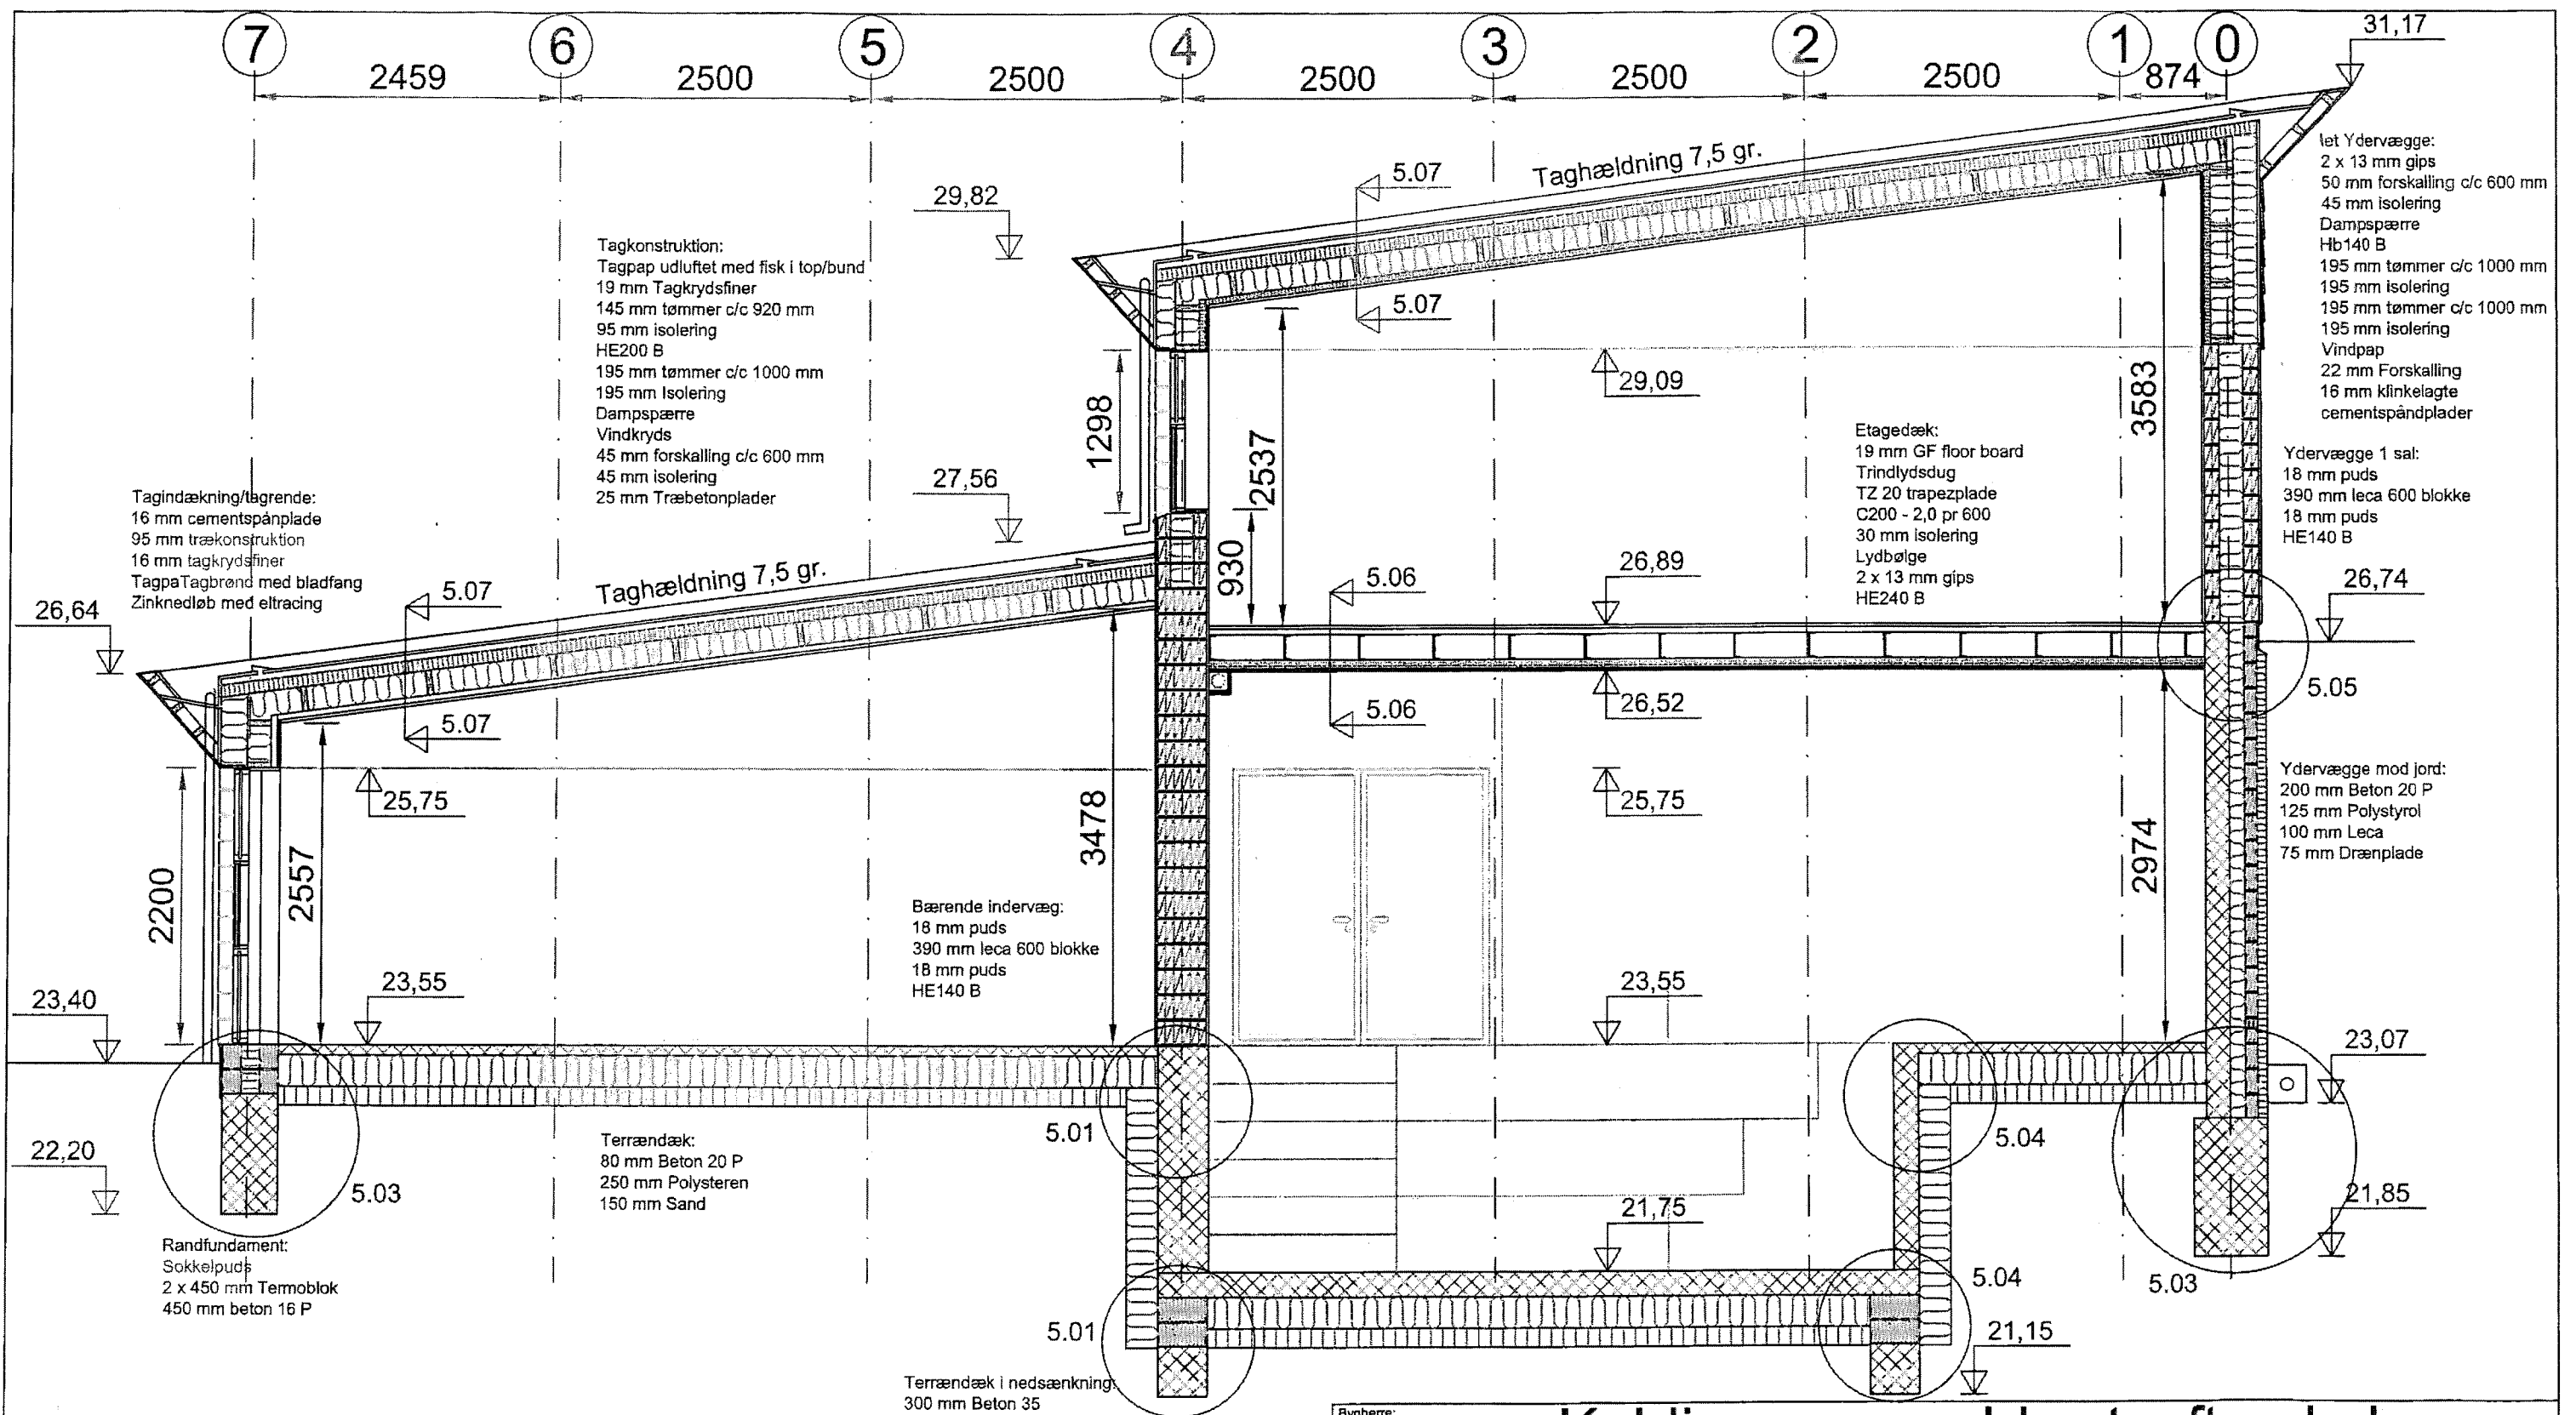 7
6
5
4
3
2
1
0
31,17
2459
2500
2500
2500
2500
2500
874
Taghældning 7,5 gr.
5.07
5.07
29,82
let Ydervægge:
2 x 13 mm gips
50 mm forskalling c/c 600 mm
45 mm isolering
Dampspærre
Hb140 B
195 mm tømmer c/c 1000 mm
195 mm isolering
195 mm tømmer c/c 1000 mm
195 mm isolering
Vindpap
22 mm Forskalling
16 mm klinkelagte
cementspåndplader
Tagkonstruktion:
Tagpap udluftet med fisk i top/bund
19 mm Tagkrydsfiner
145 mm tømmer c/c 920 mm
95 mm isolering
HE200 B
195 mm tømmer c/c 1000 mm
195 mm Isolering
Dampspærre
Vindkryds
45 mm forskalling c/c 600 mm
45 mm isolering
25 mm Træbetonplader
29,09
1298
2537
3583
930
27,56
Etagedæk:
19 mm GF floor board
Trindlydsdug
TZ 20 trapezplade
C200 - 2,0 pr 600
30 mm isolering
Lydbølge
2 x 13 mm gips
HE240 B
Ydervægge 1 sal:
18 mm puds
390 mm leca 600 blokke
18 mm puds
HE140 B
Tagindækning/tagrende:
16 mm cementspånplade
95 mm trækonstruktion
16 mm tagkrydsfiner
TagpaTagbrønd med bladfang
Zinknedløb med eltracing
Taghældning 7,5 gr.
5.07
5.07
26,64
5.06
5.06
26,89
26,74
26,52
5.05
25,75
25,75
2200
2557
3478
2974
Ydervægge mod jord:
200 mm Beton 20 P
125 mm Polystyrol
100 mm Leca
75 mm Drænplade
Bærende indervæg:
18 mm puds
390 mm leca 600 blokke
18 mm puds
HE140 B
23,40
23,55
23,55
23,07
5.01
5.04
22,20
5.03
Terrændæk:
80 mm Beton 20 P
250 mm Polysteren
150 mm Sand
21,75
21,85
Randfundament:
Sokkelpuds
2 x 450 mm Termoblok
450 mm beton 16 P
5.04
5.03
5.01
21,15
Terrændæk i nedsænkning:
300 mm Beton 35
Bygherre: